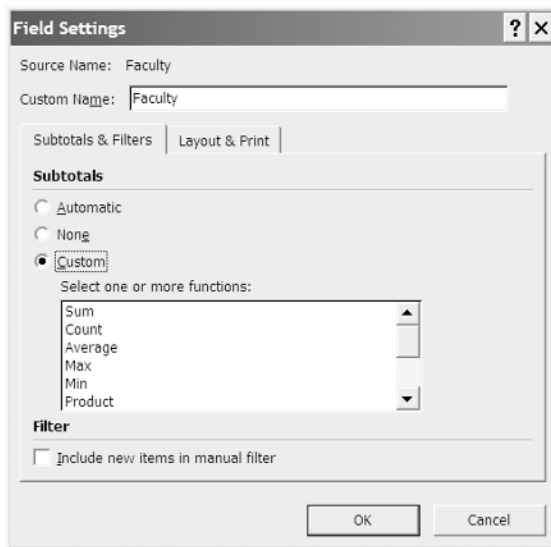 Field Settings ? ×
Source Name: Faculty
Custom Name: Faculty
Subtotals & Filters Layout & Print
Subtotals
Automatic
None
Custom
Select one or more functions:
Sum
Count
Average
Max
Min
Product
Filter
Include new items in manual filter
OK Cancel